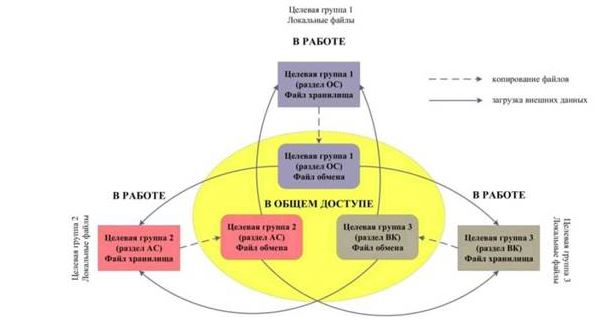 Целевая группа 1
Локальные файлы
В РАБОТЕ
Целевая группа 1
(раздел ОС)
Файл хранилища
копирование файлов
загрузка внешних данных
Целевая группа 1
(раздел ОС)
Файл обмена
В РАБОТЕ
В РАБОТЕ
В ОБЩЕМ ДОСТУПЕ
Целевая группа 2
Локальные файлы
Целевая группа 2
(раздел АС)
Файл хранилища
Целевая группа 2
(раздел АС)
Файл обмена
Целевая группа 3
(раздел ВК)
Файл обмена
Целевая группа 3
(раздел ВК)
Файл хранилища
Целевая группа 3
Локальные файлы